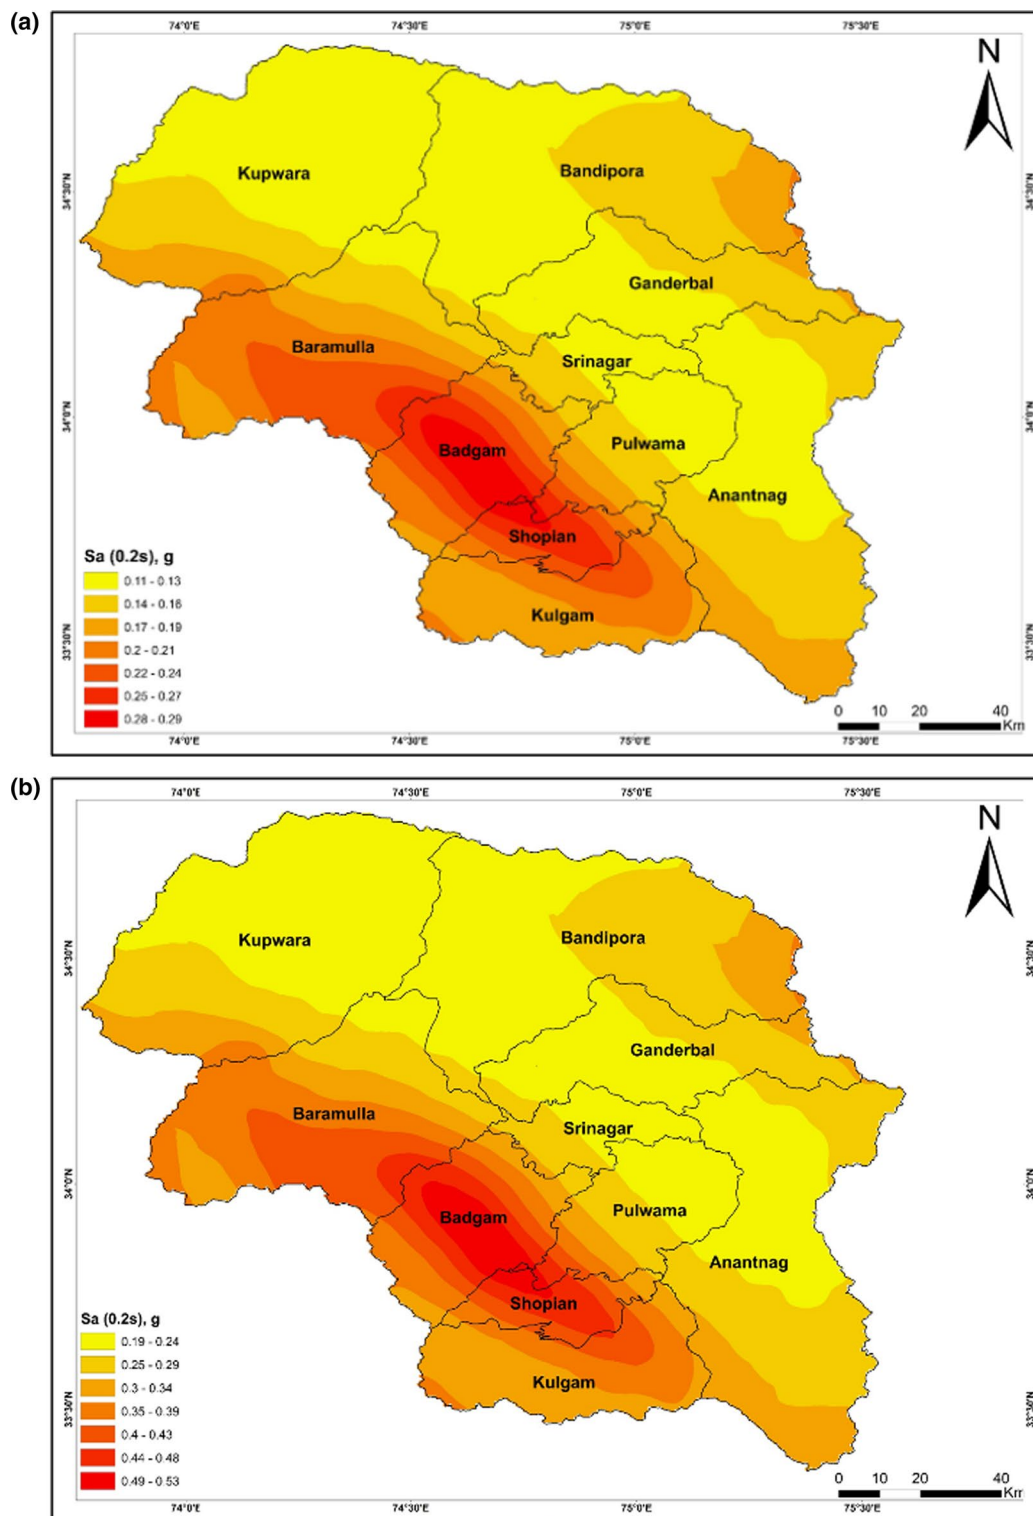 (a)
74°0'E 74°30'E 75°0'E 75°30'E
N
Kupwara
Bandipora
34°30'N 34°30'N
Ganderbal
Baramulla
Srinagar
34°0'N 34°0'N
Badgam
Pulwama
Anantnag
Shopian
Kulgam
33°30'N 33°30'N
Sa (0.2s), g
0.11 - 0.13
0.14 - 0.16
0.17 - 0.19
0.2 - 0.21
0.22 - 0.24
0.25 - 0.27
0.28 - 0.29
0 10 20 40
Km
74°0'E 74°30'E 75°0'E 75°30'E
(b)
74°0'E 74°30'E 75°0'E 75°30'E
N
Kupwara
Bandipora
34°30'N 34°30'N
Ganderbal
Baramulla
Srinagar
34°0'N 34°0'N
Badgam
Pulwama
Anantnag
Shopian
Kulgam
33°30'N 33°30'N
Sa (0.2s), g
0.19 - 0.24
0.25 - 0.29
0.3 - 0.34
0.35 - 0.39
0.4 - 0.43
0.44 - 0.48
0.49 - 0.53
0 10 20 40
Km
74°0'E 74°30'E 75°0'E 75°30'E